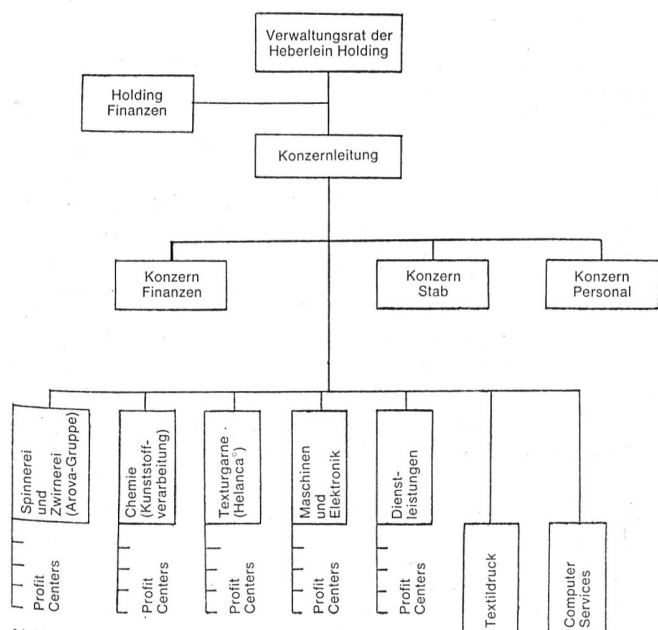 Verwaltungsrat der
Heberlein Holding
Holding
Finanzen
Konzernleitung
Konzern
Finanzen
Konzern
Stab
Konzern
Personal
Spinnerei
und
Zwirnerei
(Arova-Gruppe)
Chemie
(Kunststoff-
verarbeitung)
Texturgarne
(Helanca®)
Maschinen
und
Elektronik
Dienst-
leistungen
Profit
Centers
Profit
Centers
Profit
Centers
Profit
Centers
Profit
Centers
Textildruck
Computer
Services